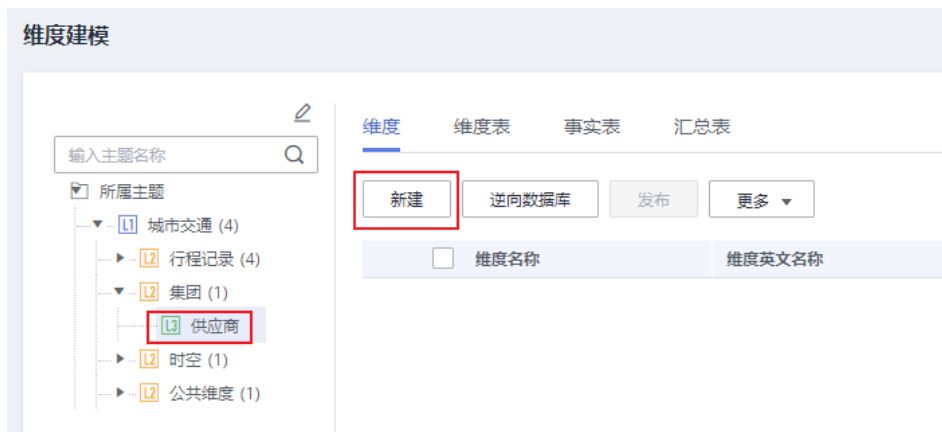 维度建模
维度 维度表 事实表 汇总表
输入主题名称
新建 逆向数据库 发布 更多
所属主题
L1 城市交通 (4)
维度名称 维度英文名称
L2 行程记录 (4)
L2 集团 (1)
L3 供应商
L2 时空 (1)
L2 公共维度 (1)